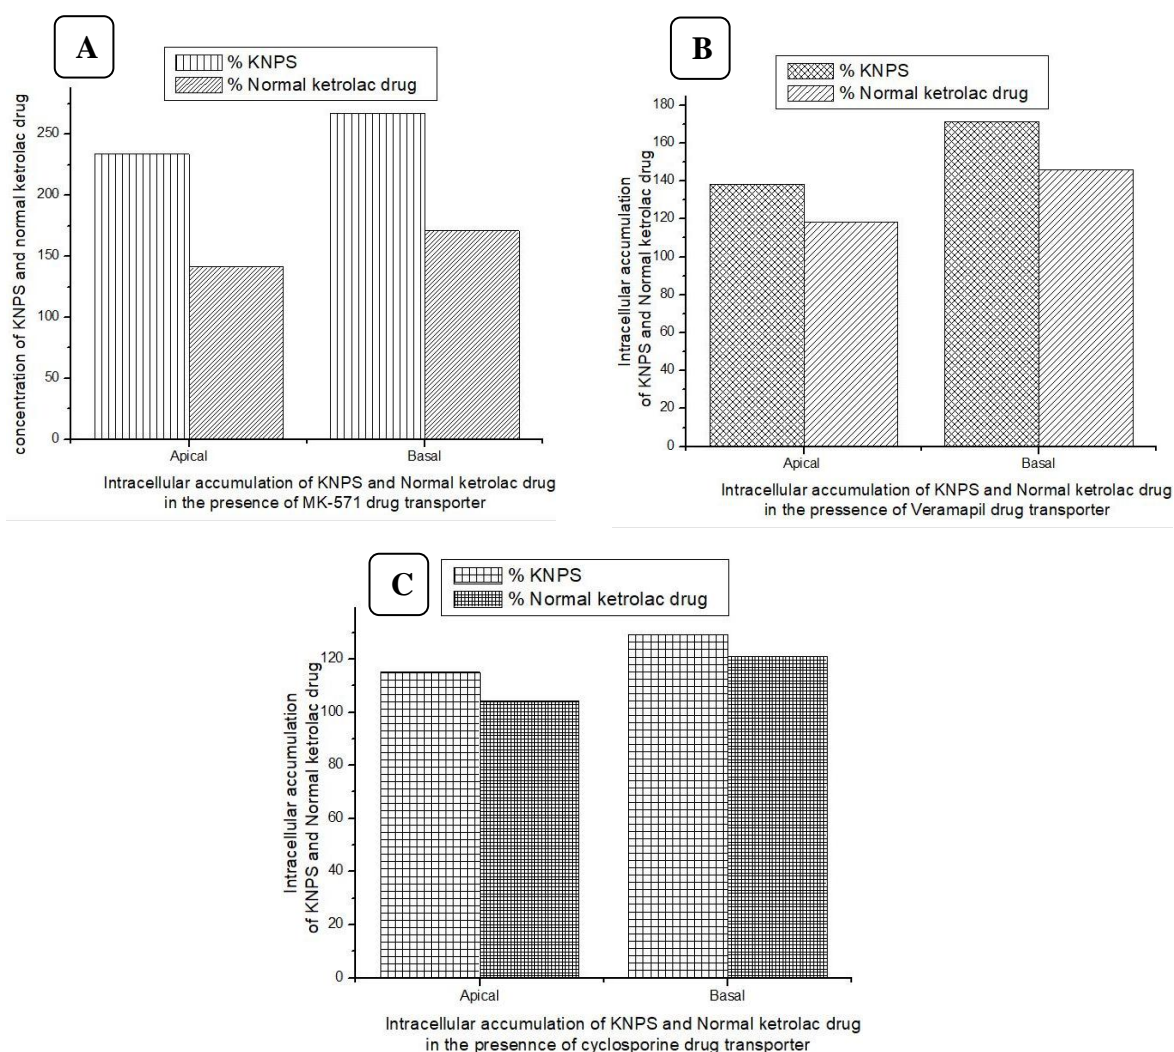 A
% KNPS
% Normal ketrolac drug
concentration of KNPS and normal ketrolac drug
250
200
150
100
50
0
Apical
Basal
Intracellular accumulation of KNPS and Normal ketrolac drug
in the presence of MK-571 drug transporter
B
% KNPS
% Normal ketrolac drug
Intracellular accumulation
of KNPS and Normal ketrolac drug
180
160
140
120
100
80
60
40
20
0
Apical
Basal
Intracellular accumulation of KNPS and Normal ketrolac drug
in the pressence of Veramapil drug transporter
C
% KNPS
% Normal ketrolac drug
Intracellular accumulation
of KNPS and Normal ketrolac drug
120
100
80
60
40
20
0
Apical
Basal
Intracellular accumulation of KNPS and Normal ketrolac drug
in the presennce of cyclosporine drug transporter